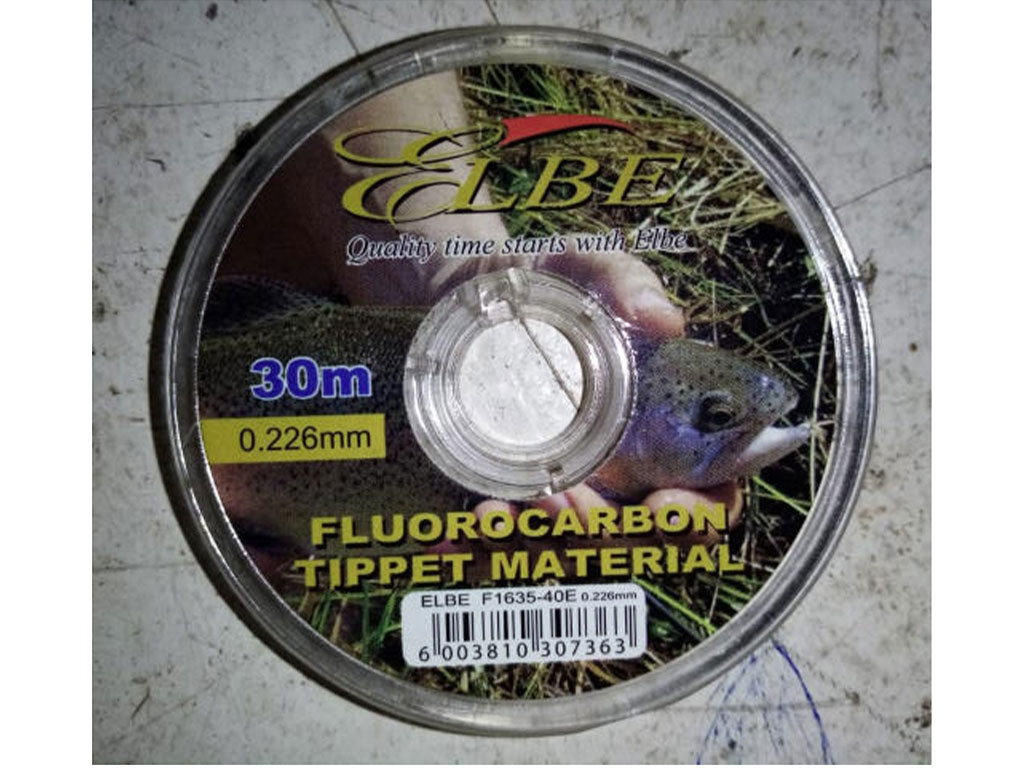 ELBE
Quality time starts with Elbe
30m
0.226mm
FLUOROCARBON
TIPPET MATERIAL
ELBE F1635-40E 0.226mm
6 003810 307363